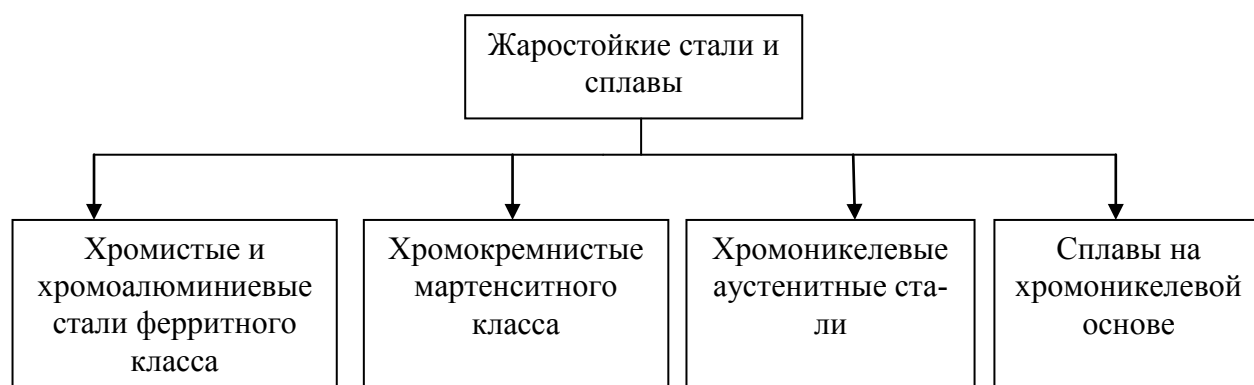 Жаростойкие стали и
сплавы
Хромистые и
хромоалюминиевые
стали ферритного
класса
Хромокремнистые
мартенситного
класса
Хромоникелевые
аустенитные ста-
ли
Сплавы на
хромоникелевой
основе